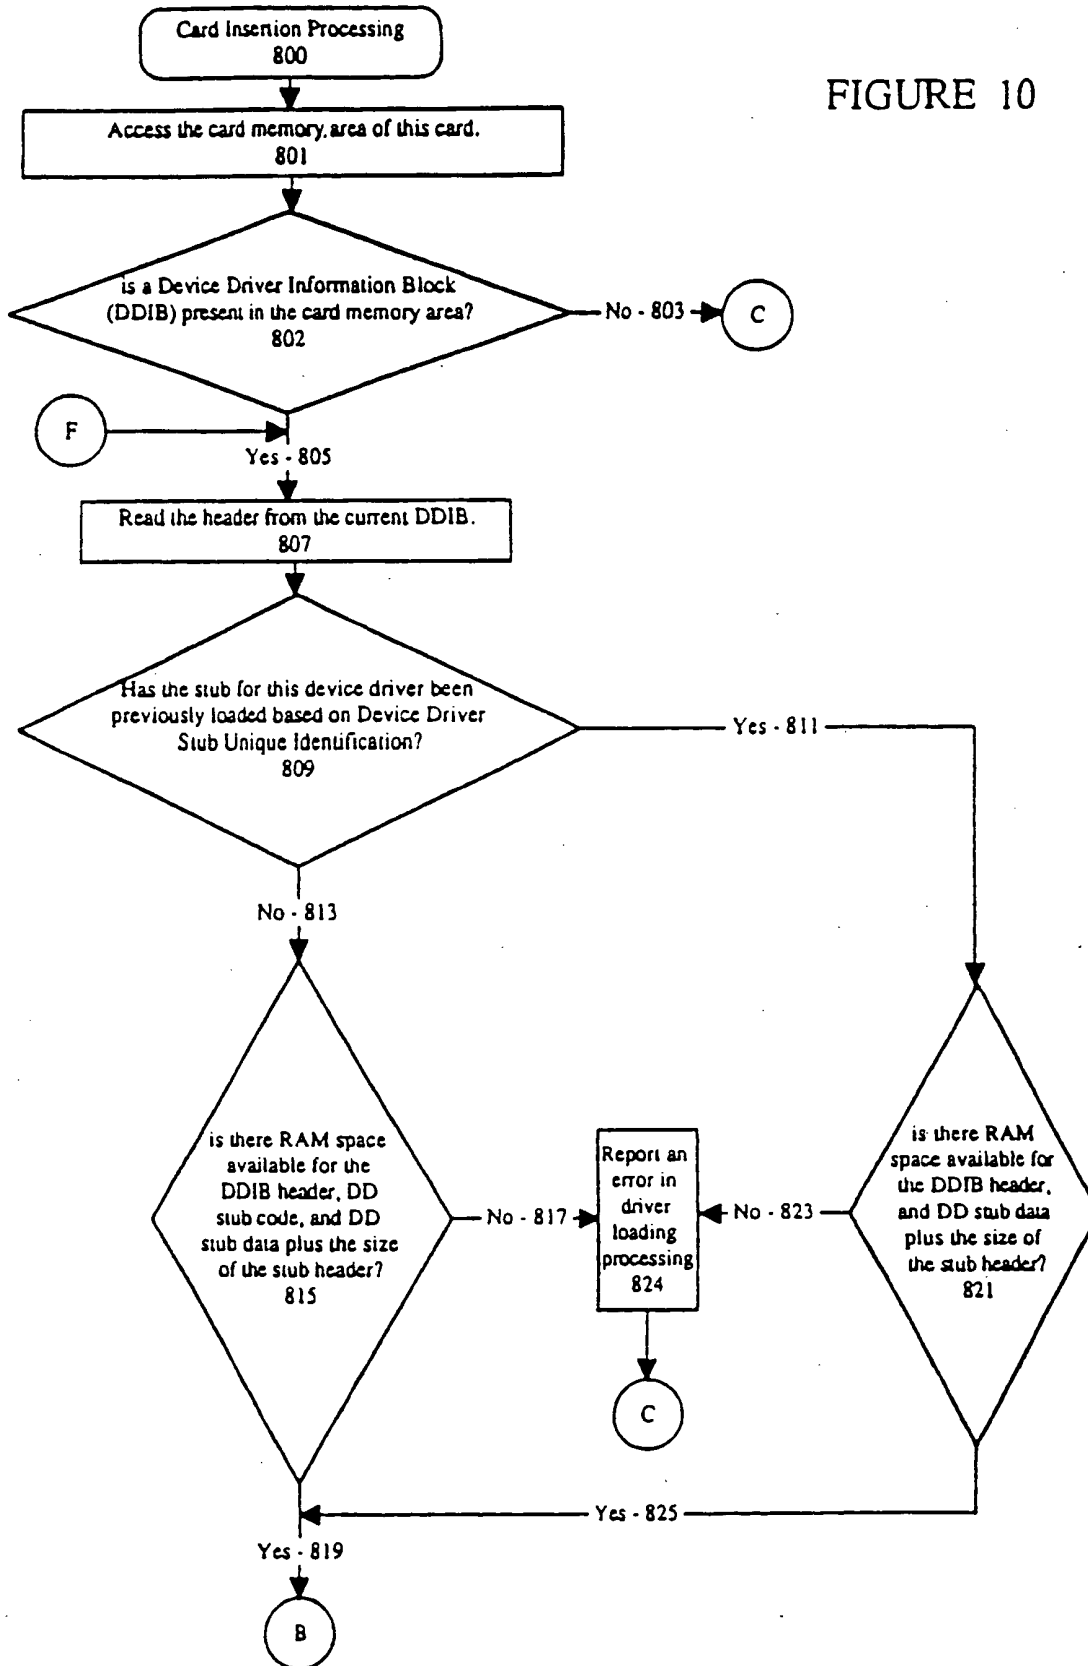 Card Insertion Processing
800
FIGURE 10
Access the card memory area of this card.
801
is a Device Driver Information Block
(DDIB) present in the card memory area?
802
No - 803
C
F
Yes - 805
Read the header from the current DDIB.
807
Has the stub for this device driver been
previously loaded based on Device Driver
Stub Unique Identification?
809
Yes - 811
No - 813
is there RAM space
available for the
DDIB header, DD
stub code, and DD
stub data plus the size
of the stub header?
815
No - 817
Report an
error in
driver
loading
processing
824
No - 823
is there RAM
space available for
the DDIB header,
and DD stub data
plus the size of
the stub header?
821
C
Yes - 825
Yes - 819
B